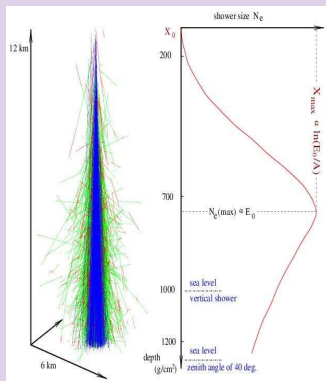 shower size N_e
12 km
X_0
200
X_max ∝ ln(E_0/A)
700
N_e(max) ∝ E_0
sea level
1000
vertical shower
1200
sea level
depth
(g/cm²)
zenith angle of 40 deg.
6 km